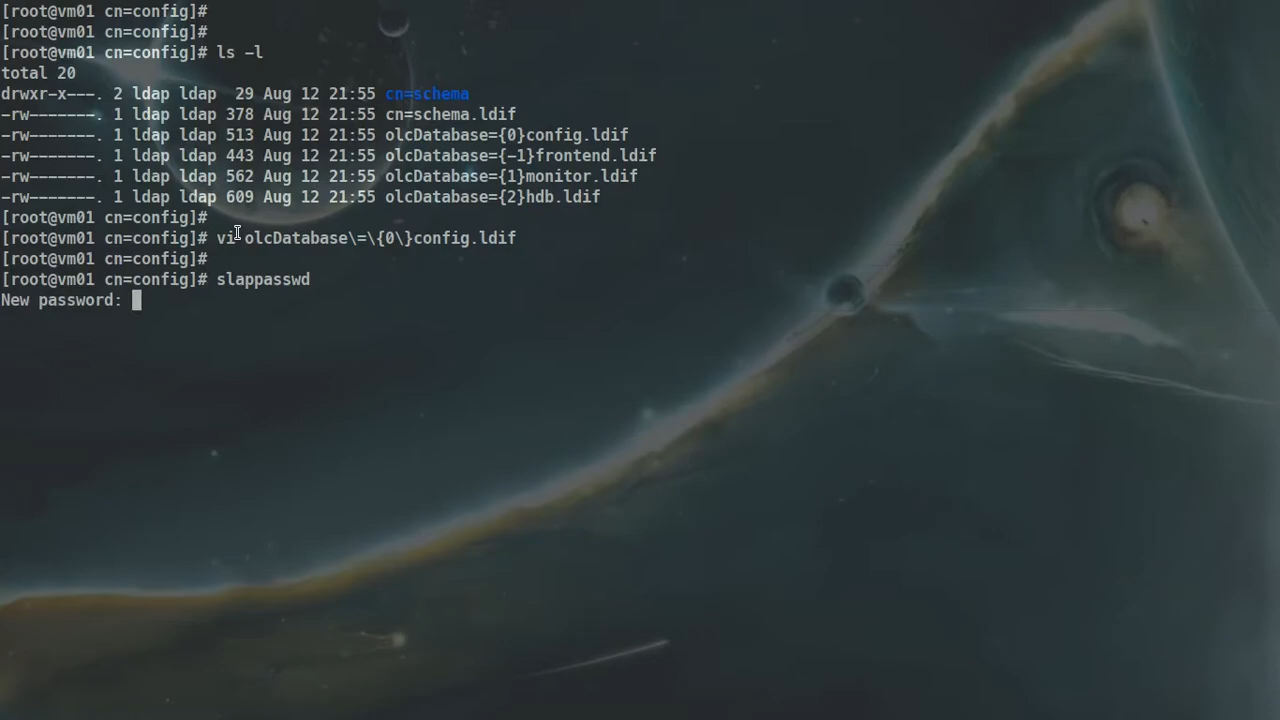 [root@vm01 cn=config]#
[root@vm01 cn=config]#
[root@vm01 cn=config]# ls -l
total 20
drwxr-x---. 2 ldap ldap  29 Aug 12 21:55 cn=schema
-rw-------. 1 ldap ldap 378 Aug 12 21:55 cn=schema.ldif
-rw-------. 1 ldap ldap 513 Aug 12 21:55 olcDatabase={0}config.ldif
-rw-------. 1 ldap ldap 443 Aug 12 21:55 olcDatabase={-1}frontend.ldif
-rw-------. 1 ldap ldap 562 Aug 12 21:55 olcDatabase={1}monitor.ldif
-rw-------. 1 ldap ldap 609 Aug 12 21:55 olcDatabase={2}hdb.ldif
[root@vm01 cn=config]#
[root@vm01 cn=config]# vi olcDatabase\=\{0\}config.ldif
[root@vm01 cn=config]#
[root@vm01 cn=config]# slappasswd
New password: